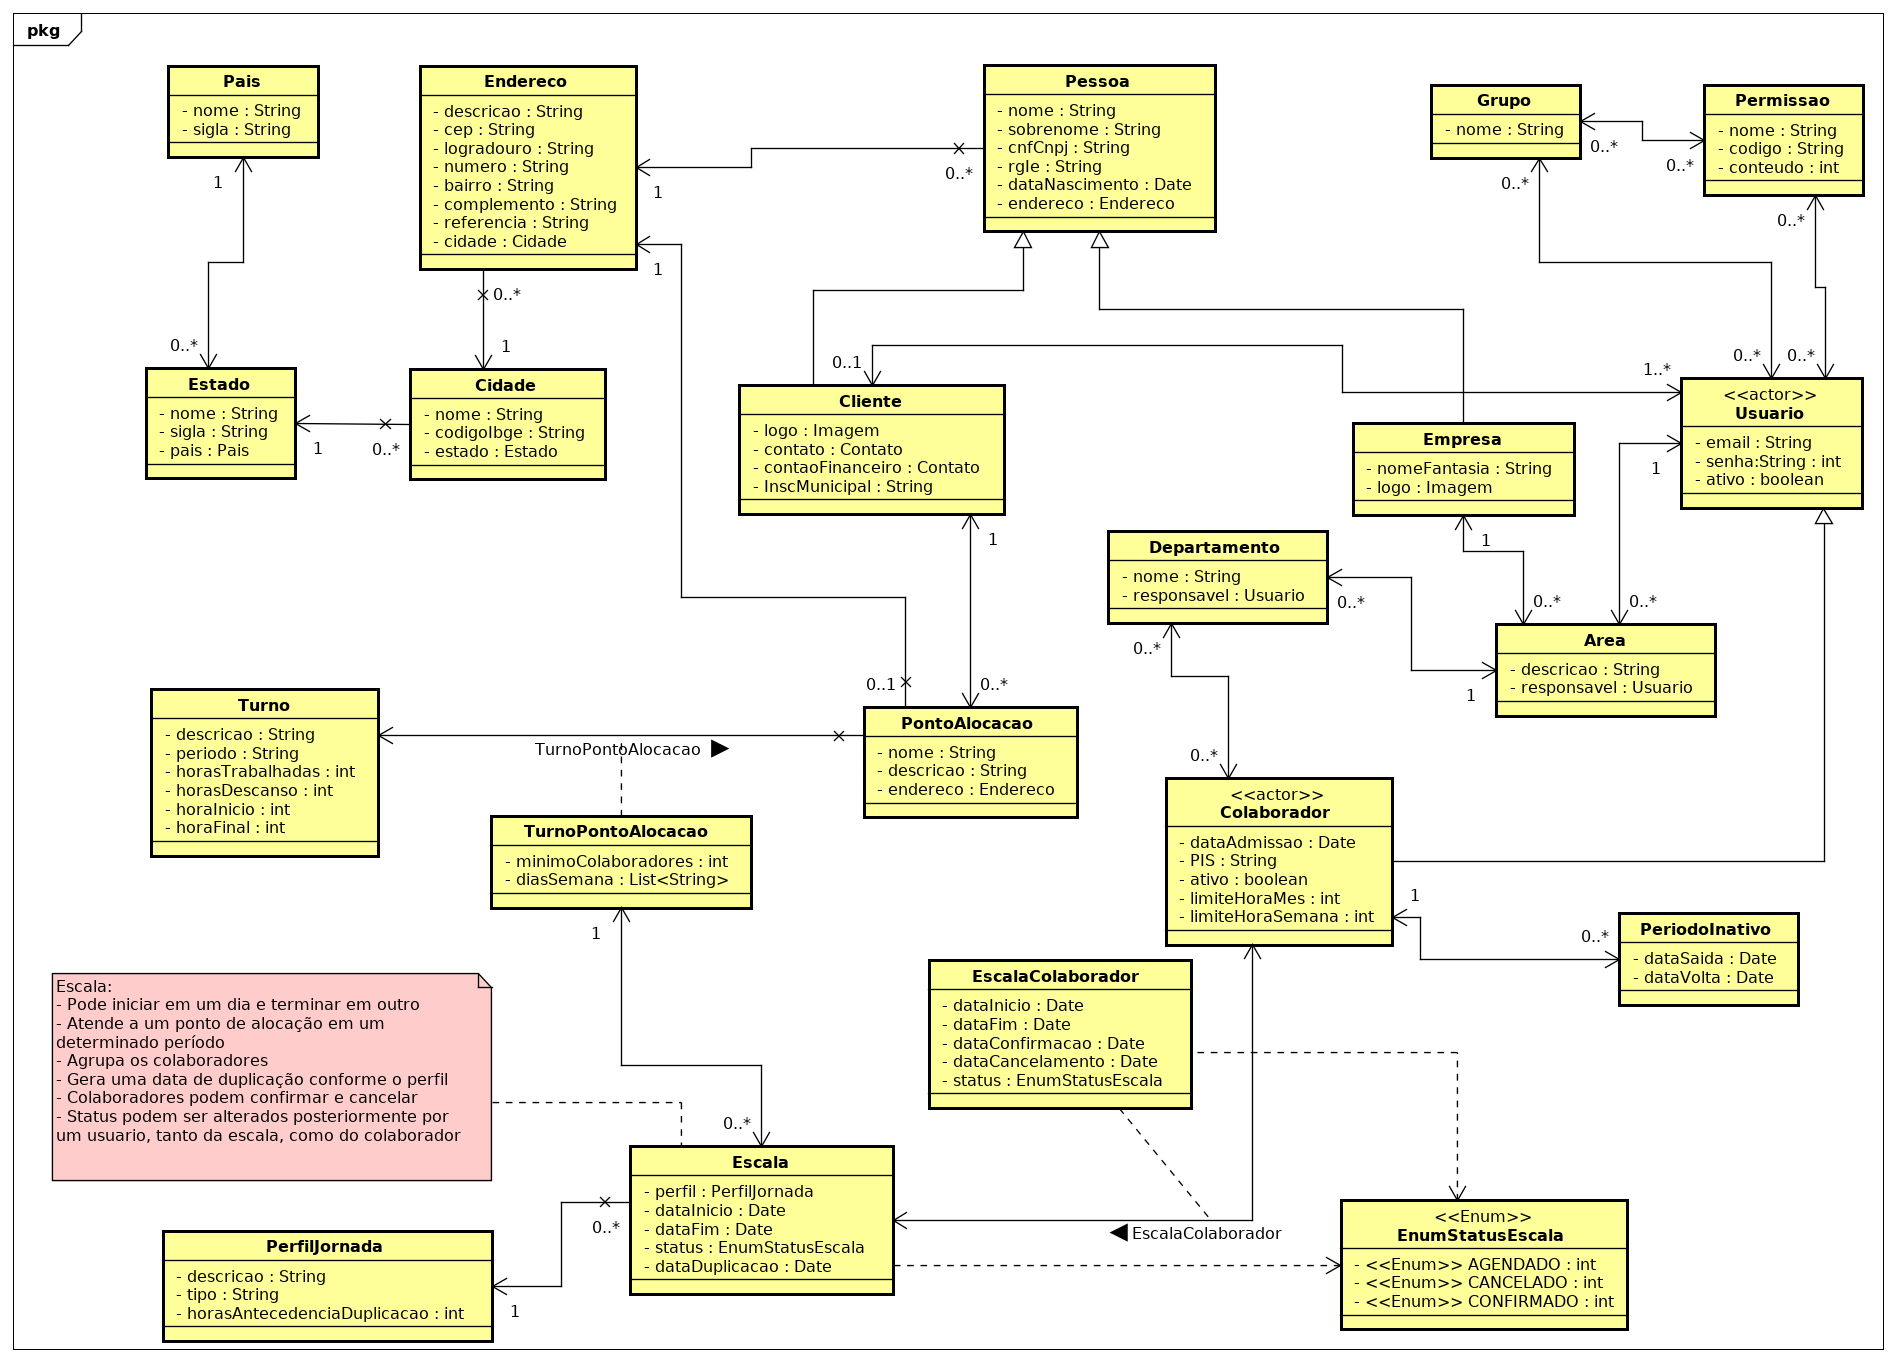 pkg
Pais
- nome : String
- sigla : String
1
0..*
Endereco
- descricao : String
- cep : String
- logradouro : String
- numero : String
- bairro : String
- complemento : String
- referencia : String
- cidade : Cidade
1
1
0..*
1
Pessoa
- nome : String
- sobrenome : String
- cnfCnpj : String
- rgIe : String
- dataNascimento : Date
- endereco : Endereco
0..*
Grupo
- nome : String
0..*
0..*
Permissao
- nome : String
- codigo : String
- conteudo : int
0..*
0..*
Estado
- nome : String
- sigla : String
- pais : Pais
1
0..*
Cidade
- nome : String
- codigoIbge : String
- estado : Estado
0..1
Cliente
- logo : Imagem
- contato : Contato
- contaoFinanceiro : Contato
- InscMunicipal : String
1
Empresa
- nomeFantasia : String
- logo : Imagem
1
0..*
0..*
1..*
<<actor>>
Usuario
- email : String
- senha:String : int
- ativo : boolean
1
Departamento
- nome : String
- responsavel : Usuario
0..*
0..*
0..*
0..*
Area
- descricao : String
- responsavel : Usuario
1
Turno
- descricao : String
- periodo : String
- horasTrabalhadas : int
- horasDescanso : int
- horaInicio : int
- horaFinal : int
TurnoPontoAlocacao
0..1
0..*
PontoAlocacao
- nome : String
- descricao : String
- endereco : Endereco
TurnoPontoAlocacao
- minimoColaboradores : int
- diasSemana : List<String>
1
0..*
<<actor>>
Colaborador
- dataAdmissao : Date
- PIS : String
- ativo : boolean
- limiteHoraMes : int
- limiteHoraSemana : int
1
0..*
PeriodoInativo
- dataSaida : Date
- dataVolta : Date
EscalaColaborador
- dataInicio : Date
- dataFim : Date
- dataConfirmacao : Date
- dataCancelamento : Date
- status : EnumStatusEscala
Escala:
- Pode iniciar em um dia e terminar em outro
- Atende a um ponto de alocação em um
determinado período
- Agrupa os colaboradores
- Gera uma data de duplicação conforme o perfil
- Colaboradores podem confirmar e cancelar
- Status podem ser alterados posteriormente por
um usuario, tanto da escala, como do colaborador
0..*
Escala
- perfil : PerfilJornada
- dataInicio : Date
- dataFim : Date
- status : EnumStatusEscala
- dataDuplicacao : Date
0..*
EscalaColaborador
PerfilJornada
- descricao : String
- tipo : String
- horasAntecedenciaDuplicacao : int
1
<<Enum>>
EnumStatusEscala
- <<Enum>> AGENDADO : int
- <<Enum>> CANCELADO : int
- <<Enum>> CONFIRMADO : int